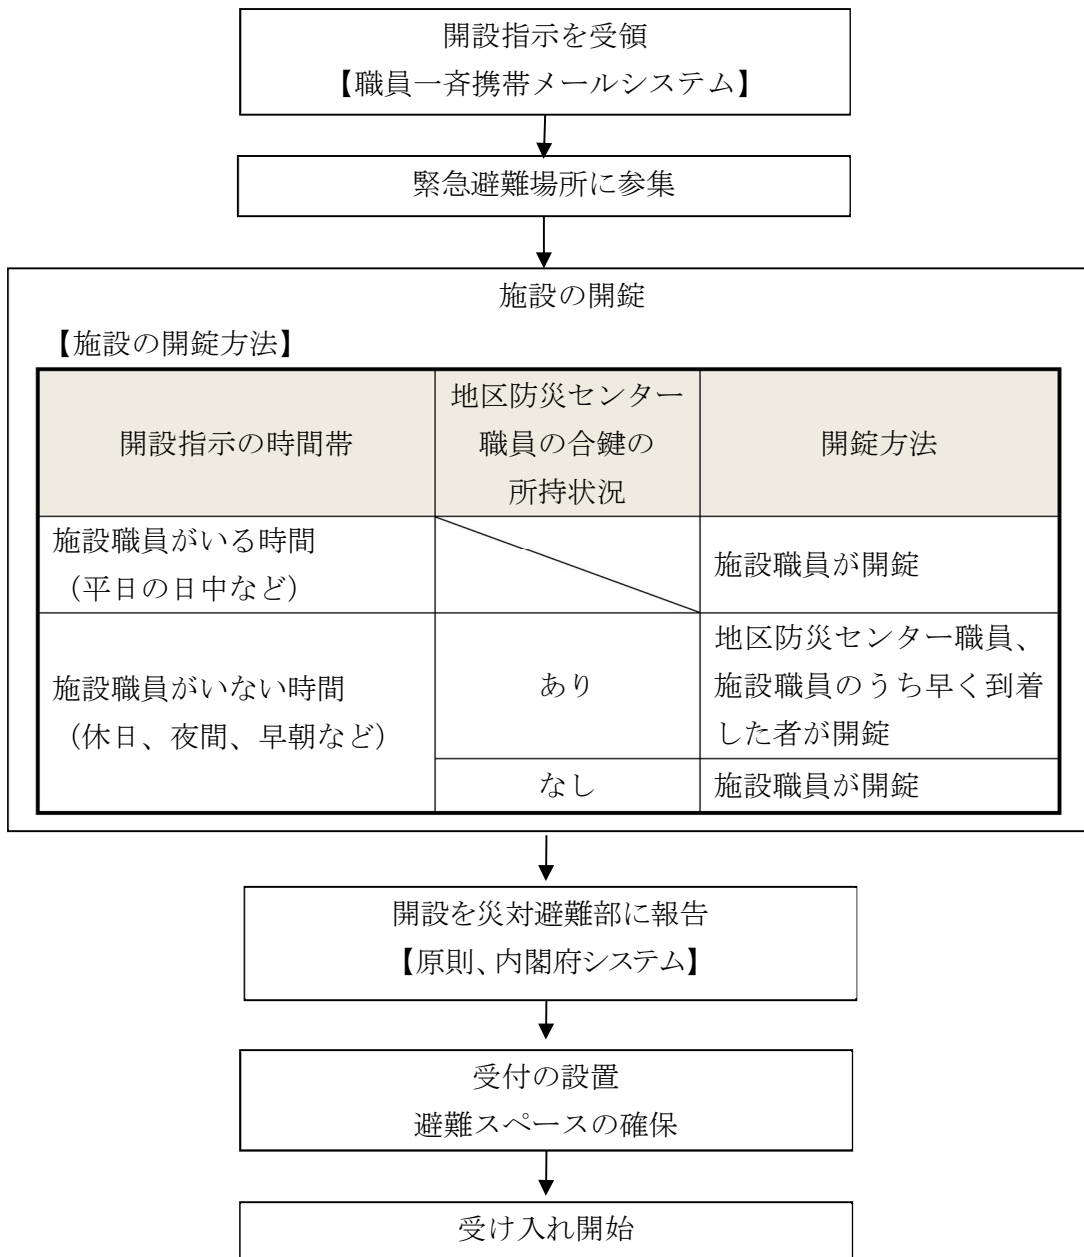 開設指示を受領
【職員一斉携帯メールシステム】
緊急避難場所に参集
施設の開錠
【施設の開錠方法】
開設指示の時間帯
地区防災センター
職員の合鍵の
所持状況
開錠方法
施設職員がいる時間
（平日の日中など）
施設職員が開錠
施設職員がいない時間
（休日、夜間、早朝など）
あり
地区防災センター職員、
施設職員のうち早く到着
した者が開錠
なし
施設職員が開錠
開設を災対避難部に報告
【原則、内閣府システム】
受付の設置
避難スペースの確保
受け入れ開始